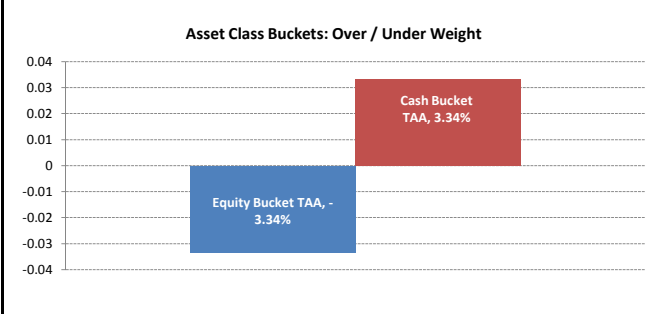 Asset Class Buckets: Over / Under Weight
0.04
0.03
0.02
0.01
0
-0.01
-0.02
-0.03
-0.04
Cash Bucket
TAA, 3.34%
Equity Bucket TAA, -
3.34%